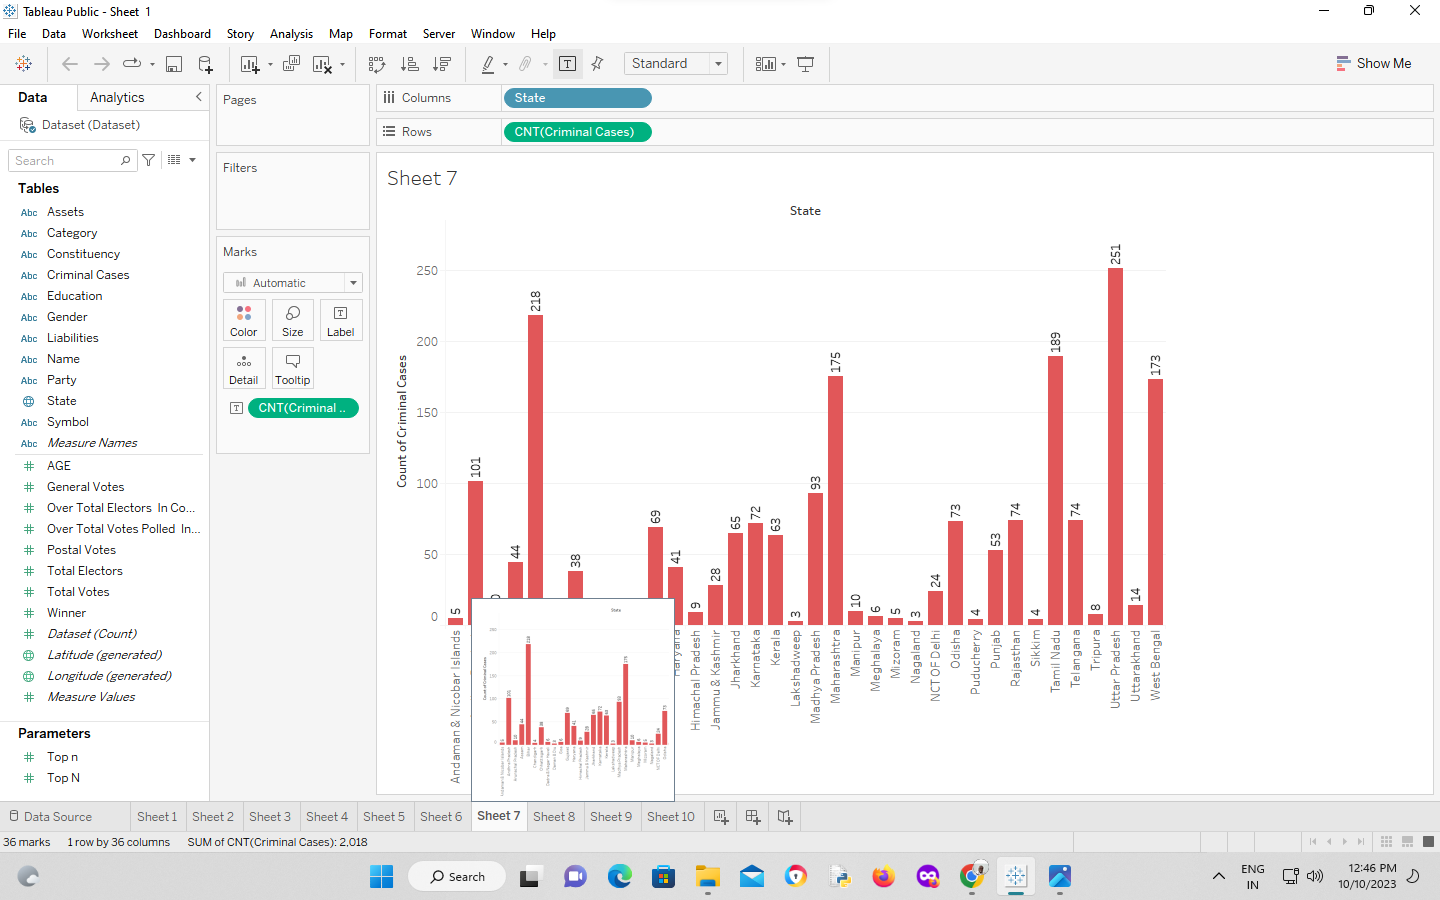 Tableau Public - Sheet 1
File Data Worksheet Dashboard Story Analysis Map Format Server Window Help
Standard
Show Me
Data Analytics
Dataset (Dataset)
Search
Tables
Abc Assets
Abc Category
Abc Constituency
Abc Criminal Cases
Abc Education
Abc Gender
Abc Liabilities
Abc Name
Abc Party
State
Abc Symbol
Abc Measure Names
AGE
General Votes
Over Total Electors In Co...
Over Total Votes Polled In...
Postal Votes
Total Electors
Total Votes
Winner
Dataset (Count)
Latitude (generated)
Longitude (generated)
Measure Values
Parameters
Top n
Top N
Pages
Filters
Marks
Automatic
Color Size Label
Detail Tooltip
CNT(Criminal ..
Columns State
Rows CNT(Criminal Cases)
Sheet 7
State
Count of Criminal Cases
250
200
150
100
50
0
5
101
0
44
218
38
69
41
9
28
65
72
63
3
93
175
10
6
5
3
24
73
4
53
74
4
189
74
8
251
14
173
Andaman & Nicobar Islands
Haryana
Himachal Pradesh
Jammu & Kashmir
Jharkhand
Karnataka
Kerala
Lakshadweep
Madhya Pradesh
Maharashtra
Manipur
Meghalaya
Mizoram
Nagaland
NCT OF Delhi
Odisha
Puducherry
Punjab
Rajasthan
Sikkim
Tamil Nadu
Telangana
Tripura
Uttar Pradesh
Uttarakhand
West Bengal
State
Count of Criminal Cases
Data Source Sheet 1 Sheet 2 Sheet 3 Sheet 4 Sheet 5 Sheet 6 Sheet 7 Sheet 8 Sheet 9 Sheet 10
36 marks 1 row by 36 columns SUM of CNT(Criminal Cases): 2,018
Search
ENG
IN
12:46 PM
10/10/2023